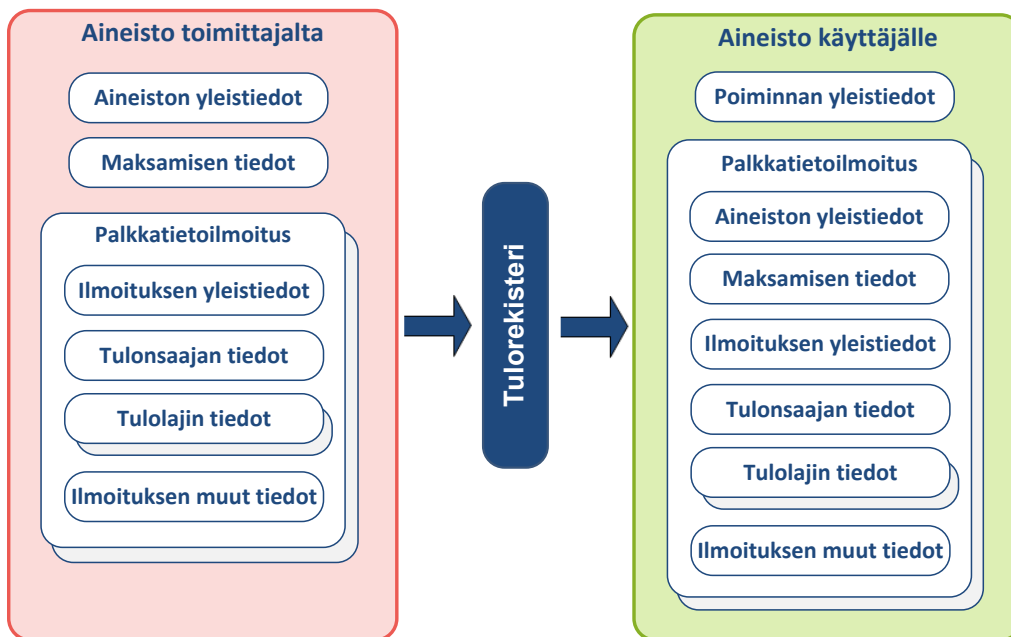 Aineisto toimittajalta
Aineiston yleistiedot
Maksamisen tiedot
Palkkatietoilmoitus
Ilmoituksen yleistiedot
Tulonsaajan tiedot
Tulolajin tiedot
Ilmoituksen muut tiedot
Tulorekisteri
Aineisto käyttäjälle
Poiminnan yleistiedot
Palkkatietoilmoitus
Aineiston yleistiedot
Maksamisen tiedot
Ilmoituksen yleistiedot
Tulonsaajan tiedot
Tulolajin tiedot
Ilmoituksen muut tiedot